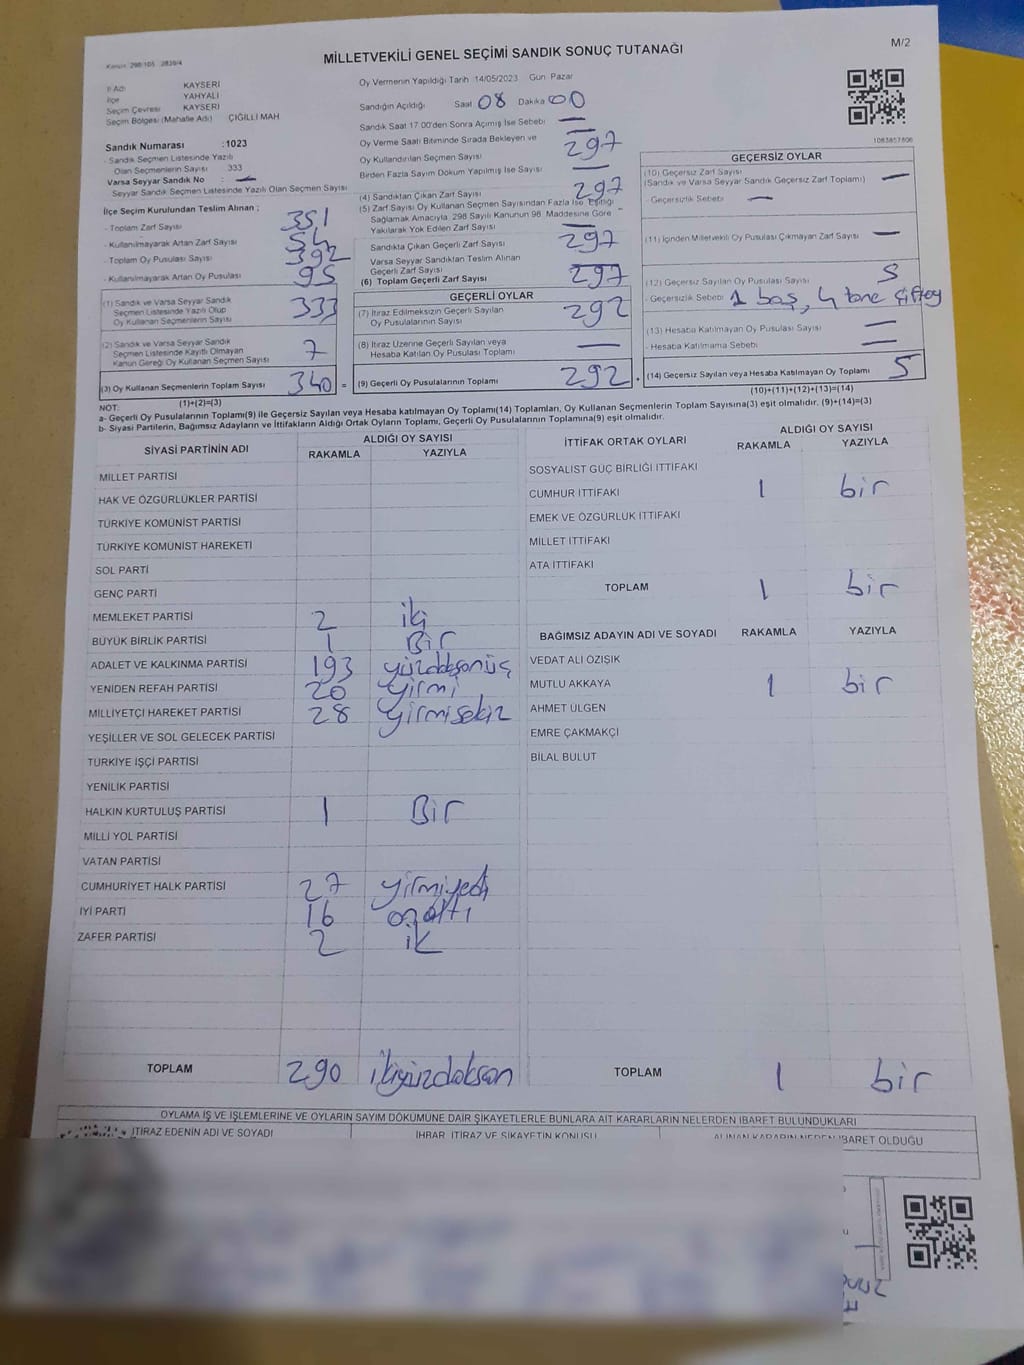 MİLLETVEKİLİ GENEL SEÇİMİ SANDIK SONUÇ TUTANAĞI
M/2
İl Adı KAYSERİ
İlçe YAHYALI
Seçim Çevresi KAYSERİ
Seçim Bölgesi (Mahalle Adı) ÇİĞİLLİ MAH
Sandık Numarası :1023
- Sandık Seçmen Listesinde Yazılı
Olan Seçmenlerin Sayısı 333
Varsa Seyyar Sandık No : —
Seyyar Sandık Seçmen Listesinde Yazılı Olan Seçmen Sayısı
İlçe Seçim Kurulundan Teslim Alınan ;
- Toplam Zarf Sayısı 351
- Kullanılmayarak Artan Zarf Sayısı 54
- Toplam Oy Pusulası Sayısı 392
- Kullanılmayarak Artan Oy Pusulası 95
(1) Sandık ve Varsa Seyyar Sandık
Seçmen Listesinde Yazılı Olup
Oy Kullanan Seçmenlerin Sayısı 333
(2) Sandık ve Varsa Seyyar Sandık
Seçmen Listesinde Kayıtlı Olmayan
Kanun Gereği Oy Kullanan Seçmen Sayısı 7
(3) Oy Kullanan Seçmenlerin Toplam Sayısı 340 =
(1)+(2)=(3)
Oy Vermenin Yapıldığı Tarih 14/05/2023 Gün Pazar
Sandığın Açıldığı Saat 08 Dakika 00
Sandık Saat 17 00'den Sonra Açımış İse Sebebi —
Oy Verme Saati Bitiminde Sırada Bekleyen ve
Oy Kullandırılan Seçmen Sayısı 297
Birden Fazla Sayım Döküm Yapılmış İse Sayısı —
(4) Sandıktan Çıkan Zarf Sayısı 297
(5) Zarf Sayısı Oy Kullanan Seçmen Sayısından Fazla İse Eşitliği
Sağlamak Amacıyla 298 Sayılı Kanunun 98. Maddesine Göre
Yakılarak Yok Edilen Zarf Sayısı —
Sandıkta Çıkan Geçerli Zarf Sayısı 297
Varsa Seyyar Sandıktan Teslim Alınan
Geçerli Zarf Sayısı —
(6) Toplam Geçerli Zarf Sayısı 297
GEÇERLİ OYLAR
(7) İtiraz Edilmeksizin Geçerli Sayılan
Oy Pusulalarının Sayısı 292
(8) İtiraz Üzerine Geçerli Sayılan veya
Hesaba Katılan Oy Pusulası Toplamı —
(9) Geçerli Oy Pusulalarının Toplamı 292
1083857806
GEÇERSİZ OYLAR
(10) Geçersiz Zarf Sayısı
(Sandık ve Varsa Seyyar Sandık Geçersiz Zarf Toplamı) —
- Geçersizlik Sebebi —
(11) İçinden Milletvekili Oy Pusulası Çıkmayan Zarf Sayısı —
(12) Geçersiz Sayılan Oy Pusulası Sayısı 5
- Geçersizlik Sebebi 1 boş, 4 tane çift oy
(13) Hesaba Katılmayan Oy Pusulası Sayısı —
- Hesaba Katılmama Sebebi —
(14) Geçersiz Sayılan veya Hesaba Katılmayan Oy Toplamı 5
(10)+(11)+(12)+(13)=(14)
NOT:
a- Geçerli Oy Pusulalarının Toplamı(9) ile Geçersiz Sayılan veya Hesaba katılmayan Oy Toplamı(14) Toplamları, Oy Kullanan Seçmenlerin Toplam Sayısına(3) eşit olmalıdır. (9)+(14)=(3)
b- Siyasi Partilerin, Bağımsız Adayların ve İttifakların Aldığı Ortak Oyların Toplamı, Geçerli Oy Pusulalarının Toplamına(9) eşit olmalıdır.
SİYASİ PARTİNİN ADI ALDIĞI OY SAYISI
RAKAMLA YAZIYLA
MİLLET PARTİSİ
HAK VE ÖZGÜRLÜKLER PARTİSİ
TÜRKİYE KOMÜNİST PARTİSİ
TÜRKİYE KOMÜNİST HAREKETİ
SOL PARTİ
GENÇ PARTİ
MEMLEKET PARTİSİ 2 iki
BÜYÜK BİRLİK PARTİSİ 1 Bir
ADALET VE KALKINMA PARTİSİ 193 yüzdoksanüç
YENİDEN REFAH PARTİSİ 20 yirmi
MİLLİYETÇİ HAREKET PARTİSİ 28 yirmisekiz
YEŞİLLER VE SOL GELECEK PARTİSİ
TÜRKİYE İŞÇİ PARTİSİ
YENİLİK PARTİSİ
HALKIN KURTULUŞ PARTİSİ 1 Bir
MİLLİ YOL PARTİSİ
VATAN PARTİSİ
CUMHURİYET HALK PARTİSİ 27 yirmiyedi
İYİ PARTİ 16 onaltı
ZAFER PARTİSİ 2 iki
TOPLAM 290 ikiyüzdoksan
İTTİFAK ORTAK OYLARI ALDIĞI OY SAYISI
RAKAMLA YAZIYLA
SOSYALİST GÜÇ BİRLİĞİ İTTİFAKI
CUMHUR İTTİFAKI 1 bir
EMEK VE ÖZGÜRLÜK İTTİFAKI
MİLLET İTTİFAKI
ATA İTTİFAKI
TOPLAM 1 bir
BAĞIMSIZ ADAYIN ADI VE SOYADI RAKAMLA YAZIYLA
VEDAT ALİ ÖZIŞIK
MUTLU AKKAYA 1 bir
AHMET ÜLGEN
EMRE ÇAKMAKÇI
BİLAL BULUT
TOPLAM 1 bir
OYLAMA İŞ VE İŞLEMLERİNE VE OYLARIN SAYIM DÖKÜMÜNE DAİR ŞİKAYETLERLE BUNLARA AİT KARARLARIN NELERDEN İBARET BULUNDUKLARI
İTİRAZ EDENİN ADI VE SOYADI İHBAR, İTİRAZ VE ŞİKAYETİN KONUSU ALINAN KARARIN NEDEN İBARET OLDUĞU